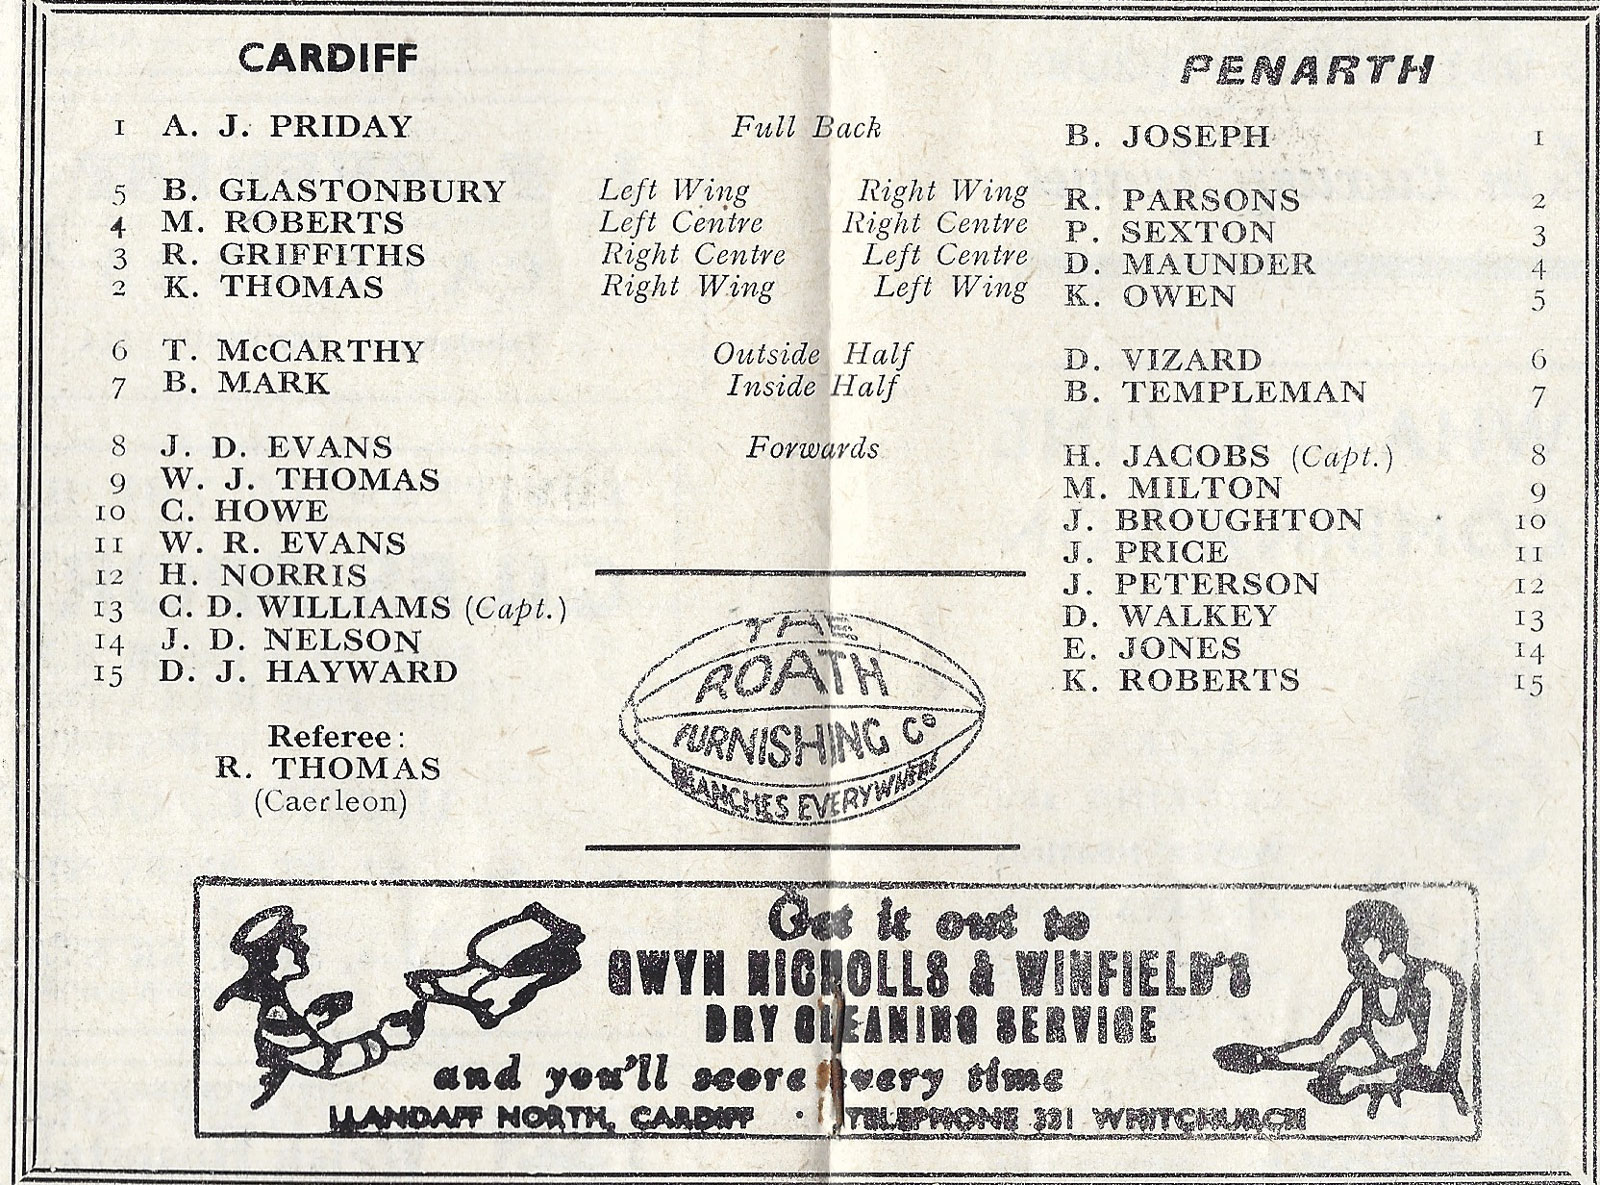 CARDIFF PENARTH
1 A. J. PRIDAY Full Back B. JOSEPH 1
5 B. GLASTONBURY Left Wing Right Wing R. PARSONS 2
4 M. ROBERTS Left Centre Right Centre P. SEXTON 3
3 R. GRIFFITHS Right Centre Left Centre D. MAUNDER 4
2 K. THOMAS Right Wing Left Wing K. OWEN 5
6 T. McCARTHY Outside Half D. VIZARD 6
7 B. MARK Inside Half B. TEMPLEMAN 7
8 J. D. EVANS Forwards H. JACOBS (Capt.) 8
9 W. J. THOMAS M. MILTON 9
10 C. HOWE J. BROUGHTON 10
11 W. R. EVANS J. PRICE 11
12 H. NORRIS J. PETERSON 12
13 C. D. WILLIAMS (Capt.) D. WALKEY 13
14 J. D. NELSON E. JONES 14
15 D. J. HAYWARD K. ROBERTS 15
Referee:
R. THOMAS
(Caerleon)
THE
ROATH
FURNISHING Co
BRANCHES EVERYWHERE
Get it out to
GWYN NICHOLLS & WINFIELD'S
DRY CLEANING SERVICE
and you'll score every time
LLANDAFF NORTH, CARDIFF · TELEPHONE 331 WHITCHURCH